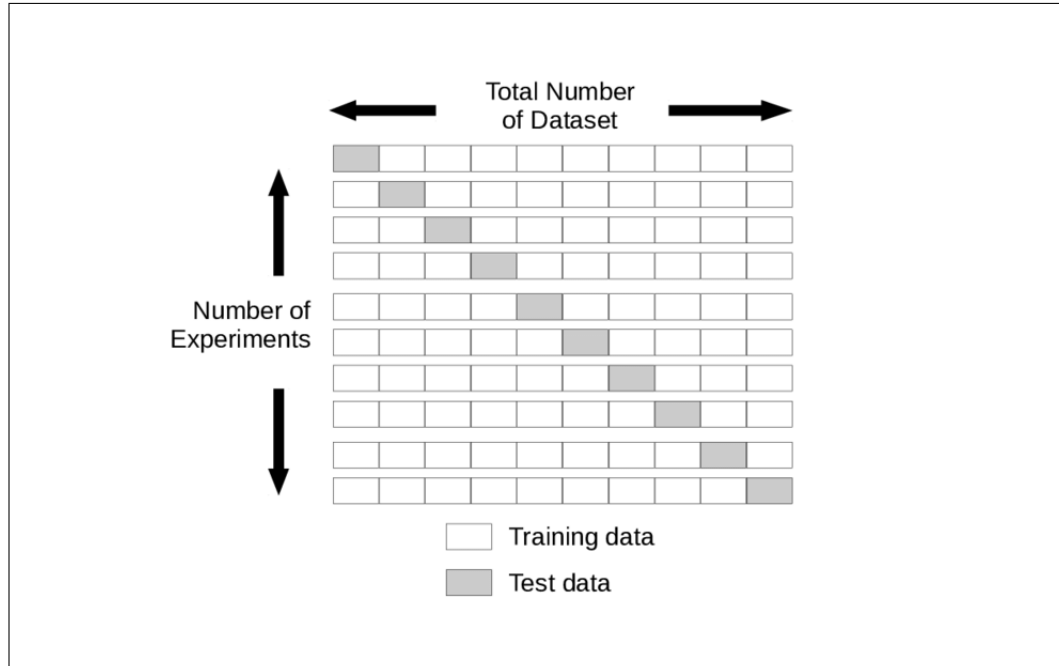 Total Number
of Dataset
Number of
Experiments
Training data
Test data